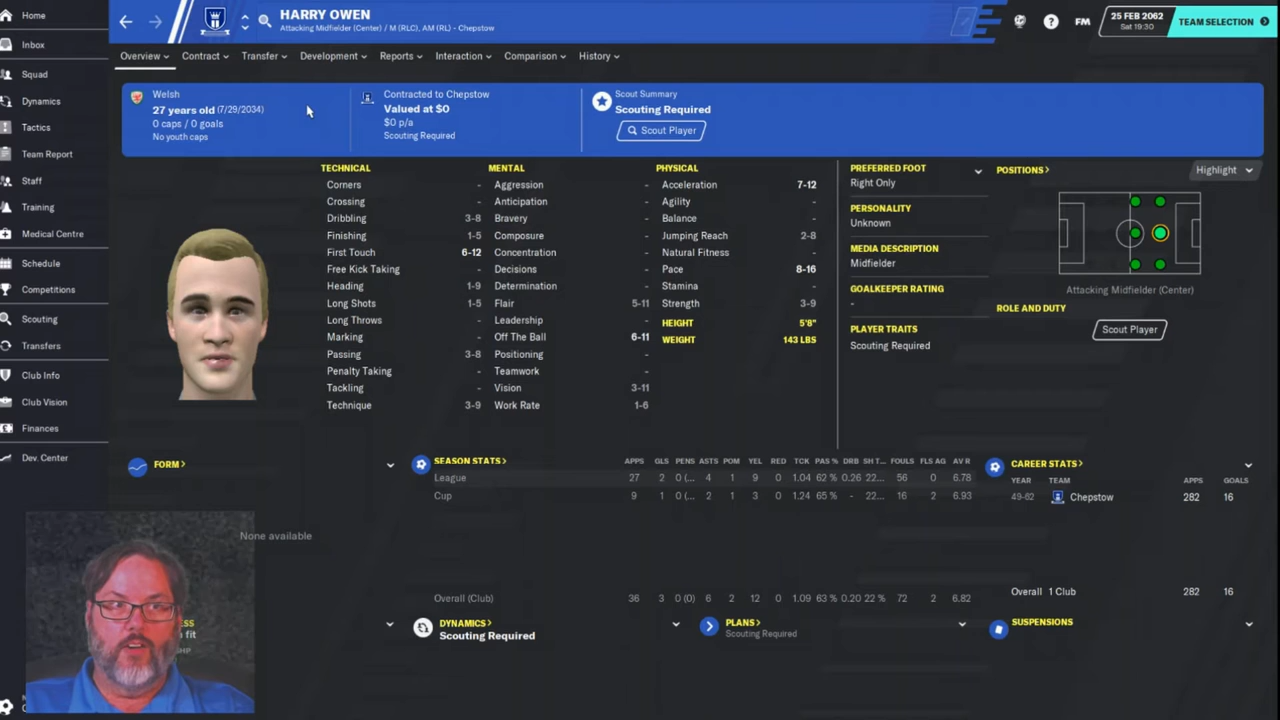 Home
Inbox
Squad
Dynamics
Tactics
Team Report
Staff
Training
Medical Centre
Schedule
Competitions
Scouting
Transfers
Club Info
Club Vision
Finances
Dev. Center
HARRY OWEN
Attacking Midfielder (Center) / M (RLC), AM (RL) - Chepstow
FM
25 FEB 2062
Sat 19:30
TEAM SELECTION
Overview
Contract
Transfer
Development
Reports
Interaction
Comparison
History
Welsh
27 years old (7/29/2034)
0 caps / 0 goals
No youth caps
Contracted to Chepstow
Valued at $0
$0 p/a
Scouting Required
Scout Summary
Scouting Required
Scout Player
TECHNICAL
Corners -
Crossing -
Dribbling 3-8
Finishing 1-5
First Touch 6-12
Free Kick Taking -
Heading 1-9
Long Shots 1-5
Long Throws -
Marking -
Passing 3-8
Penalty Taking -
Tackling -
Technique 3-9
MENTAL
Aggression -
Anticipation -
Bravery -
Composure -
Concentration -
Decisions -
Determination -
Flair 5-11
Leadership -
Off The Ball 6-11
Positioning -
Teamwork -
Vision 3-11
Work Rate 1-6
PHYSICAL
Acceleration 7-12
Agility -
Balance -
Jumping Reach 2-8
Natural Fitness -
Pace 8-16
Stamina -
Strength 3-9
HEIGHT 5'8"
WEIGHT 143 LBS
PREFERRED FOOT
Right Only
PERSONALITY
Unknown
MEDIA DESCRIPTION
Midfielder
GOALKEEPER RATING
-
PLAYER TRAITS
Scouting Required
POSITIONS
Highlight
Attacking Midfielder (Center)
ROLE AND DUTY
Scout Player
FORM
None available
SEASON STATS APPS GLS PENS ASTS POM YEL RED TCK PAS % DRB SH T... FOULS FLS AG AV R
League 27 2 0 (... 4 1 9 0 1.04 62 % 0.26 22... 56 0 6.78
Cup 9 1 0 (... 2 1 3 0 1.24 65 % - 22... 16 2 6.93
Overall (Club) 36 3 0 (0) 6 2 12 0 1.09 63 % 0.20 22 % 72 2 6.82
CAREER STATS
YEAR TEAM APPS GOALS
49-62 Chepstow 282 16
Overall 1 Club 282 16
DYNAMICS
Scouting Required
PLANS
Scouting Required
SUSPENSIONS